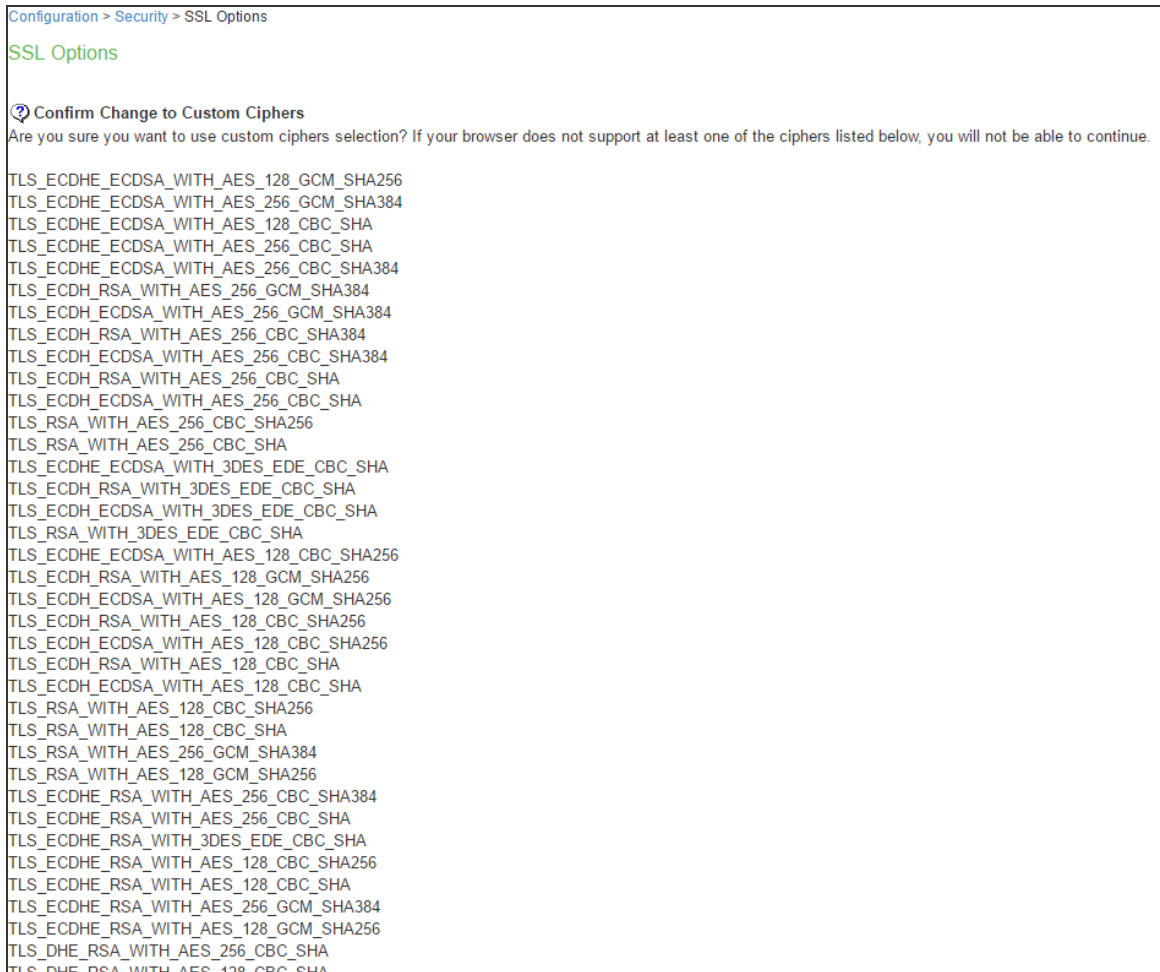 Configuration > Security > SSL Options
SSL Options
Confirm Change to Custom Ciphers
Are you sure you want to use custom ciphers selection? If your browser does not support at least one of the ciphers listed below, you will not be able to continue.
TLS_ECDHE_ECDSA_WITH_AES_128_GCM_SHA256
TLS_ECDHE_ECDSA_WITH_AES_256_GCM_SHA384
TLS_ECDHE_ECDSA_WITH_AES_128_CBC_SHA
TLS_ECDHE_ECDSA_WITH_AES_256_CBC_SHA
TLS_ECDHE_ECDSA_WITH_AES_256_CBC_SHA384
TLS_ECDH_RSA_WITH_AES_256_GCM_SHA384
TLS_ECDH_ECDSA_WITH_AES_256_GCM_SHA384
TLS_ECDH_RSA_WITH_AES_256_CBC_SHA384
TLS_ECDH_ECDSA_WITH_AES_256_CBC_SHA384
TLS_ECDH_RSA_WITH_AES_256_CBC_SHA
TLS_ECDH_ECDSA_WITH_AES_256_CBC_SHA
TLS_RSA_WITH_AES_256_CBC_SHA256
TLS_RSA_WITH_AES_256_CBC_SHA
TLS_ECDHE_ECDSA_WITH_3DES_EDE_CBC_SHA
TLS_ECDH_RSA_WITH_3DES_EDE_CBC_SHA
TLS_ECDH_ECDSA_WITH_3DES_EDE_CBC_SHA
TLS_RSA_WITH_3DES_EDE_CBC_SHA
TLS_ECDHE_ECDSA_WITH_AES_128_CBC_SHA256
TLS_ECDH_RSA_WITH_AES_128_GCM_SHA256
TLS_ECDH_ECDSA_WITH_AES_128_GCM_SHA256
TLS_ECDH_RSA_WITH_AES_128_CBC_SHA256
TLS_ECDH_ECDSA_WITH_AES_128_CBC_SHA256
TLS_ECDH_RSA_WITH_AES_128_CBC_SHA
TLS_ECDH_ECDSA_WITH_AES_128_CBC_SHA
TLS_RSA_WITH_AES_128_CBC_SHA256
TLS_RSA_WITH_AES_128_CBC_SHA
TLS_RSA_WITH_AES_256_GCM_SHA384
TLS_RSA_WITH_AES_128_GCM_SHA256
TLS_ECDHE_RSA_WITH_AES_256_CBC_SHA384
TLS_ECDHE_RSA_WITH_AES_256_CBC_SHA
TLS_ECDHE_RSA_WITH_3DES_EDE_CBC_SHA
TLS_ECDHE_RSA_WITH_AES_128_CBC_SHA256
TLS_ECDHE_RSA_WITH_AES_128_CBC_SHA
TLS_ECDHE_RSA_WITH_AES_256_GCM_SHA384
TLS_ECDHE_RSA_WITH_AES_128_GCM_SHA256
TLS_DHE_RSA_WITH_AES_256_CBC_SHA
TLS_DHE_RSA_WITH_AES_128_CBC_SHA